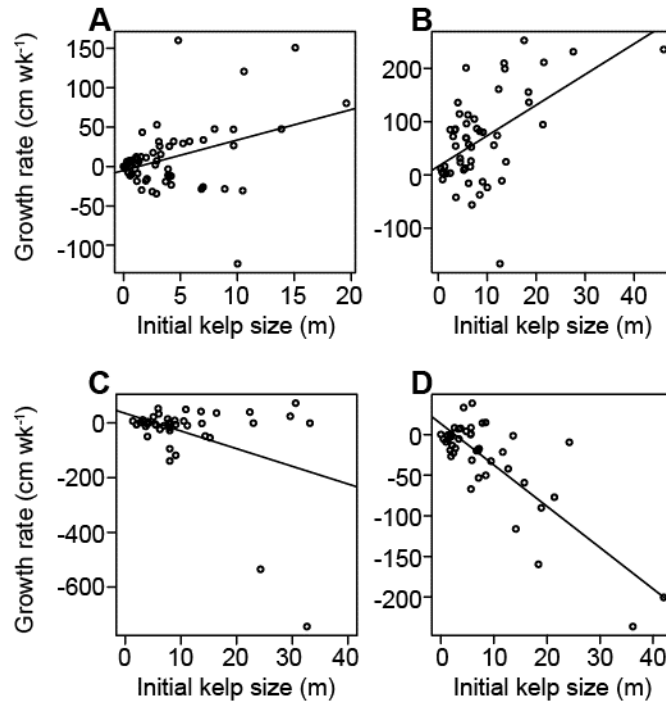 A
B
Growth rate (cm wk⁻¹)
150
100
50
0
-50
-100
0 5 10 15 20
Initial kelp size (m)
200
100
0
-100
0 10 20 30 40
Initial kelp size (m)
C
D
Growth rate (cm wk⁻¹)
0
-200
-400
-600
0 10 20 30 40
Initial kelp size (m)
0
-50
-100
-150
-200
0 10 20 30 40
Initial kelp size (m)